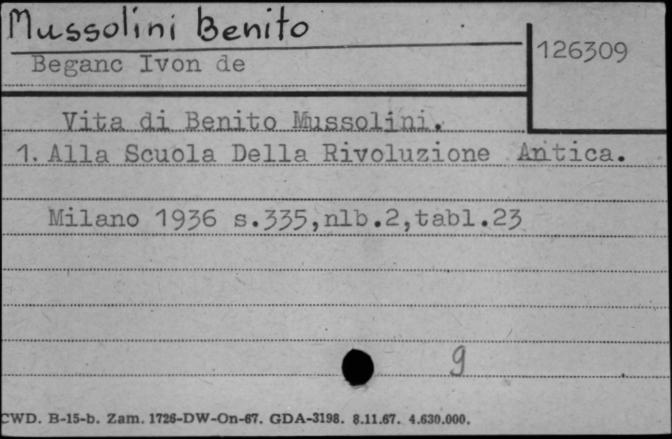 Mussolini Benito
126309
Beganc Ivon de
Vita di Benito Mussolini.
1. Alla Scuola Della Rivoluzione Antica.
Milano 1936 s.335,nlb.2,tabl.23
9
CWD. B-15-b. Zam. 1726-DW-On-67. GDA-3198. 8.11.67. 4.630.000.